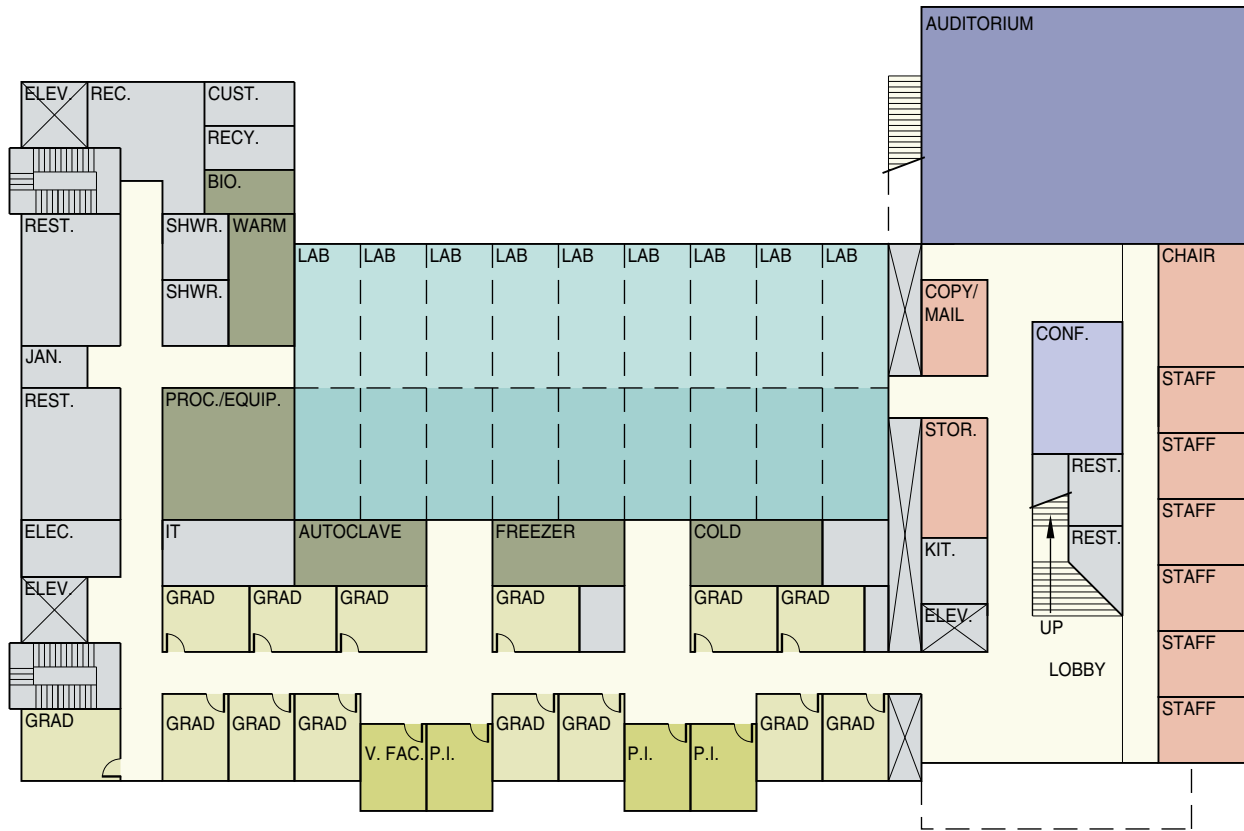 AUDITORIUM
ELEV.
REC.
CUST.
RECY.
BIO.
REST.
SHWR.
WARM
SHWR.
LAB
LAB
LAB
LAB
LAB
LAB
LAB
LAB
LAB
CHAIR
COPY/
MAIL
CONF.
JAN.
REST.
PROC./EQUIP.
STAFF
STOR.
STAFF
REST.
STAFF
ELEC.
IT
AUTOCLAVE
FREEZER
COLD
KIT.
REST.
STAFF
ELEV.
GRAD
GRAD
GRAD
GRAD
GRAD
GRAD
ELEV.
UP
STAFF
LOBBY
GRAD
GRAD
GRAD
GRAD
GRAD
GRAD
GRAD
GRAD
STAFF
V. FAC.
P.I.
P.I.
P.I.